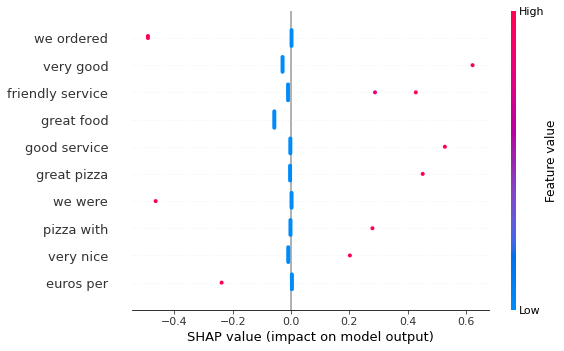 High
we ordered
very good
friendly service
great food
good service
great pizza
we were
pizza with
very nice
euros per
Feature value
Low
−0.4 −0.2 0.0 0.2 0.4 0.6
SHAP value (impact on model output)